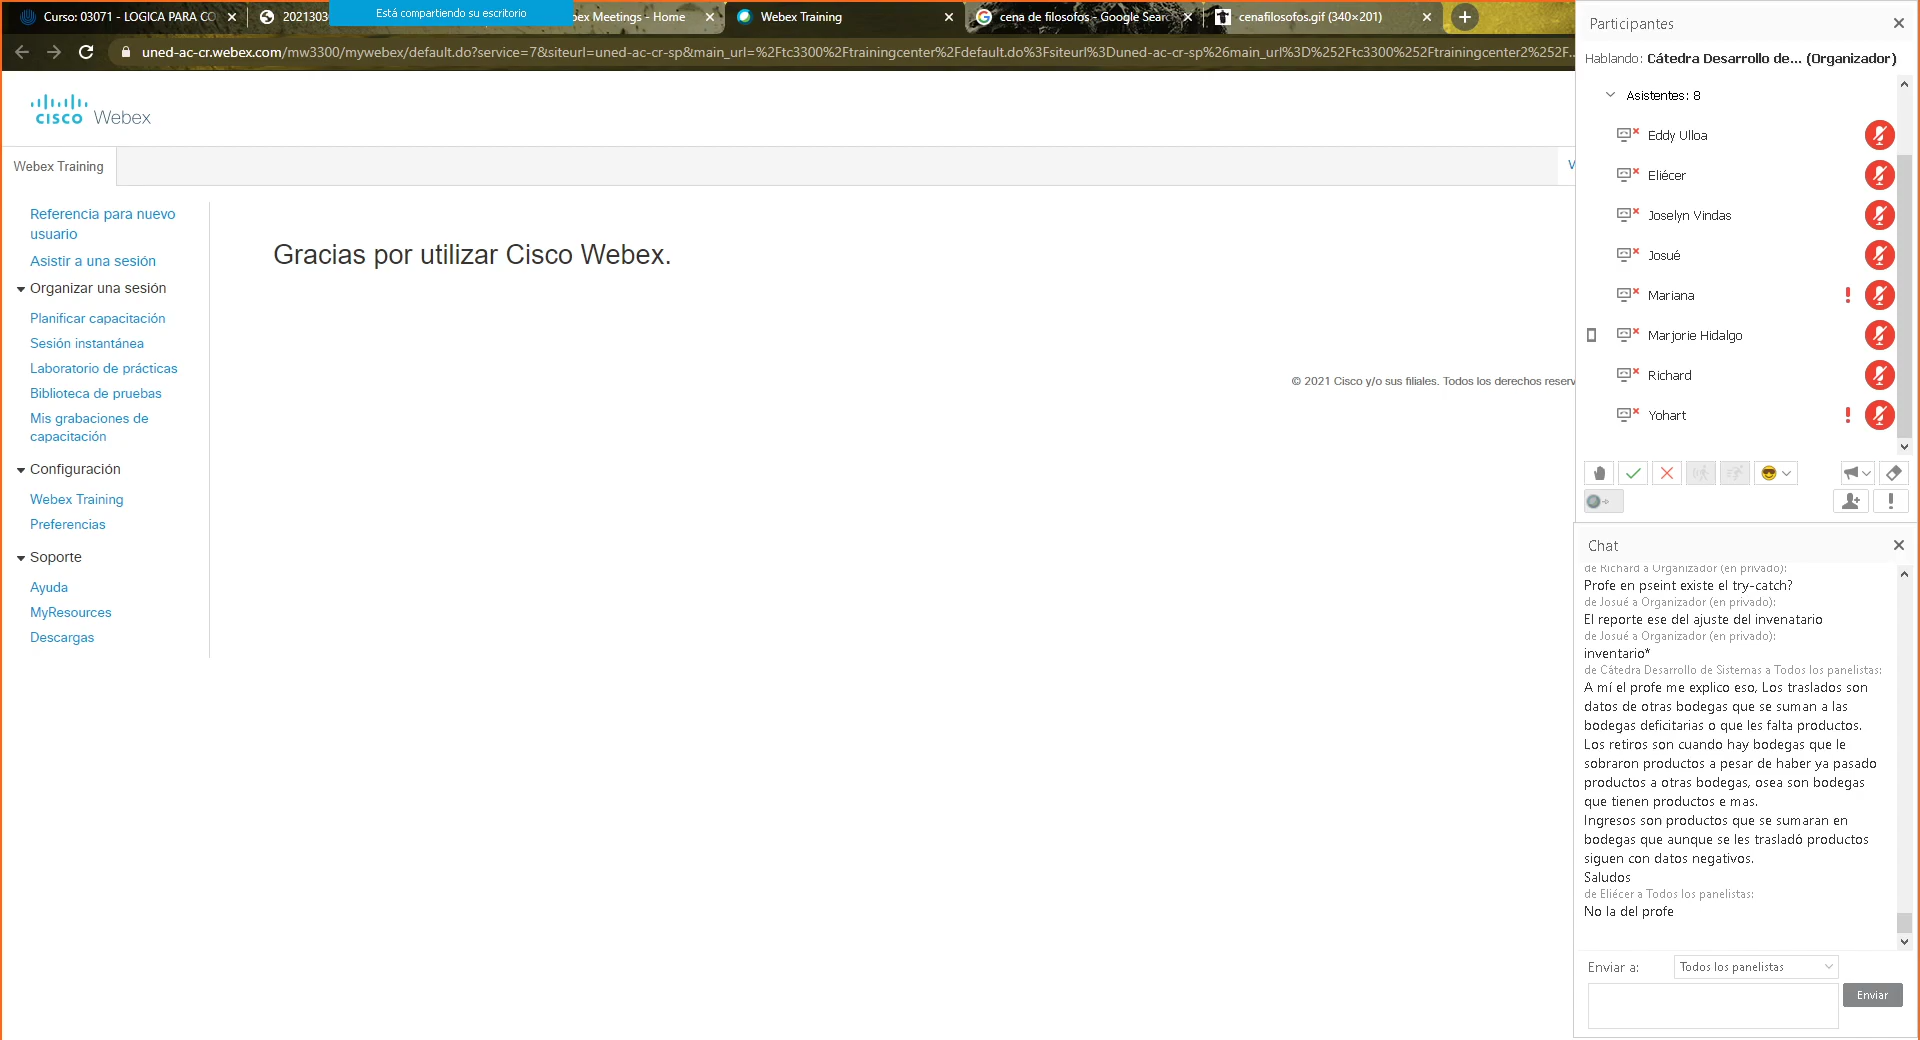 Curso: 03071 - LOGICA PARA CO
2021030
Está compartiendo su escritorio
bex Meetings - Home
Webex Training
cena de filosofos - Google Sear
cenafilosofos.gif (340×201)
uned-ac-cr.webex.com/mw3300/mywebex/default.do?service=7&siteurl=uned-ac-cr-sp&main_url=%2Ftc3300%2Ftrainingcenter%2Fdefault.do%3Fsiteurl%3Duned-ac-cr-sp%26main_url%3D%252Ftc3300%252Ftrainingcenter2%252F...
CISCO Webex
Webex Training
V
Referencia para nuevo
usuario
Asistir a una sesión
Organizar una sesión
Planificar capacitación
Sesión instantánea
Laboratorio de prácticas
Biblioteca de pruebas
Mis grabaciones de
capacitación
Configuración
Webex Training
Preferencias
Soporte
Ayuda
MyResources
Descargas
Gracias por utilizar Cisco Webex.
© 2021 Cisco y/o sus filiales. Todos los derechos reserv
Participantes
Hablando: Cátedra Desarrollo de... (Organizador)
Asistentes: 8
Eddy Ulloa
Eliécer
Joselyn Vindas
Josué
Mariana
Marjorie Hidalgo
Richard
Yohart
Chat
de Richard a Organizador (en privado):
Profe en pseint existe el try-catch?
de Josué a Organizador (en privado):
El reporte ese del ajuste del invenatario
de Josué a Organizador (en privado):
inventario*
de Cátedra Desarrollo de Sistemas a Todos los panelistas:
A mí el profe me explico eso, Los traslados son
datos de otras bodegas que se suman a las
bodegas deficitarias o que les falta productos.
Los retiros son cuando hay bodegas que le
sobraron productos a pesar de haber ya pasado
productos a otras bodegas, osea son bodegas
que tienen productos e mas.
Ingresos son productos que se sumaran en
bodegas que aunque se les trasladó productos
siguen con datos negativos.
Saludos
de Eliécer a Todos los panelistas:
No la del profe
Enviar a:
Todos los panelistas
Enviar